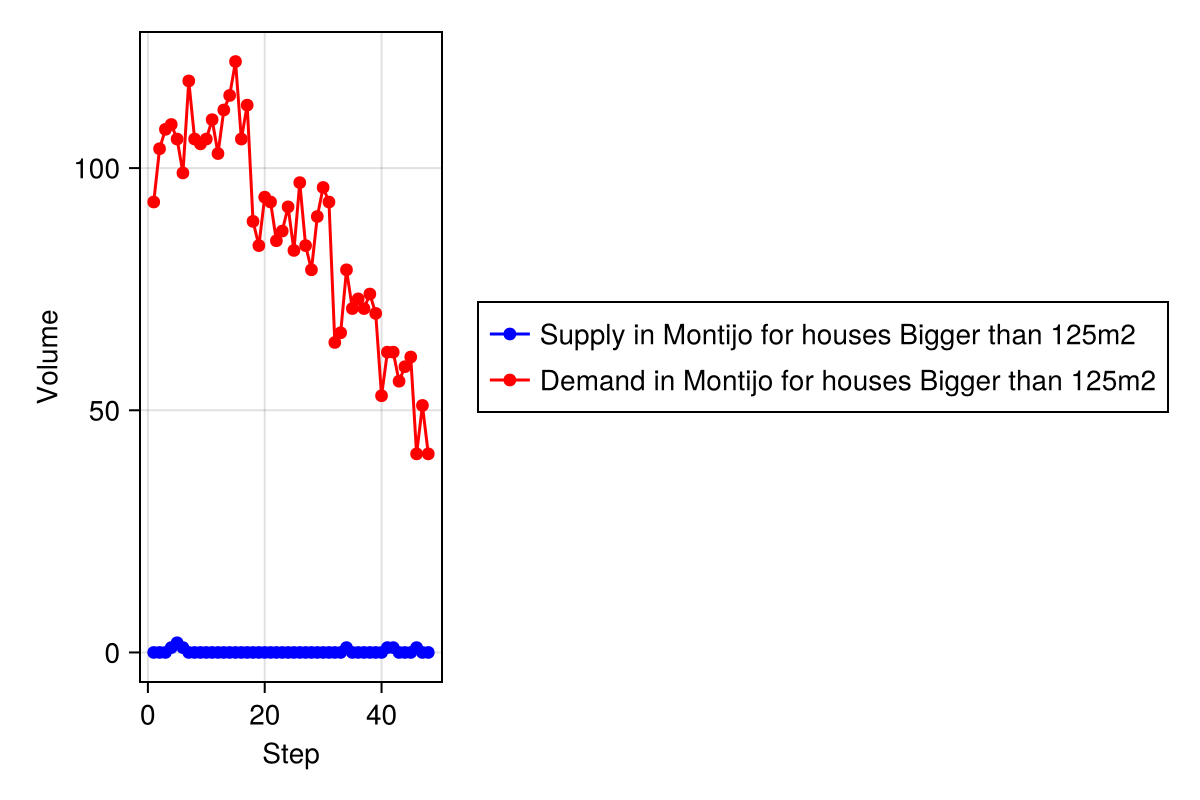 Volume
100
50
0
0 20 40
Step
Supply in Montijo for houses Bigger than 125m2
Demand in Montijo for houses Bigger than 125m2